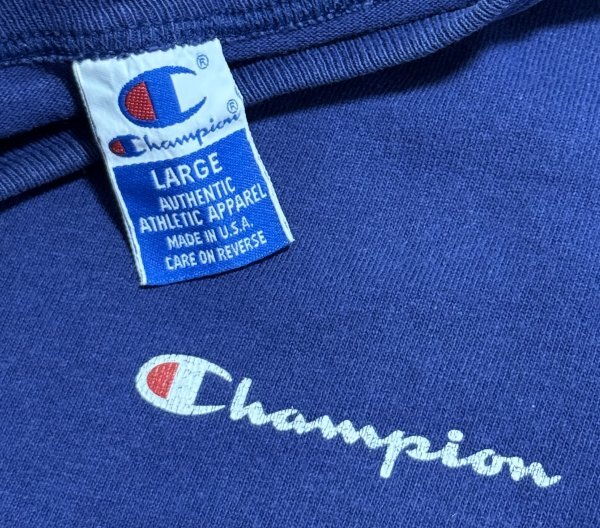 ®
Champion®
LARGE
AUTHENTIC
ATHLETIC APPAREL
MADE IN U.S.A.
CARE ON REVERSE
Champion